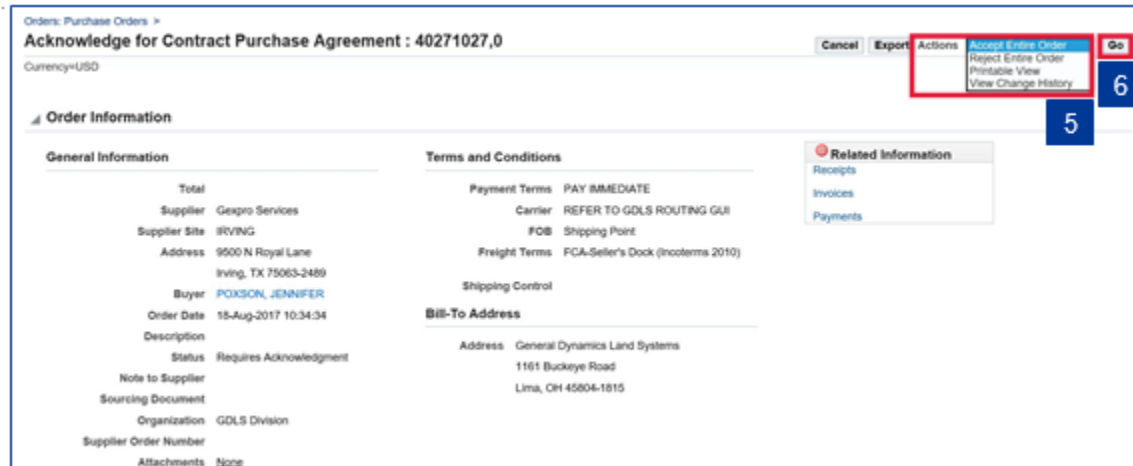 Orders: Purchase Orders >
Acknowledge for Contract Purchase Agreement : 40271027,0
Cancel Export Actions Accept Entire Order Go
Reject Entire Order
Printable View
View Change History
Currency=USD
6
5
Order Information
General Information
Total
Supplier Gexpro Services
Supplier Site IRVING
Address 9500 N Royal Lane
Irving, TX 75063-2489
Buyer POXSON, JENNIFER
Order Date 18-Aug-2017 10:34:34
Description
Status Requires Acknowledgment
Note to Supplier
Sourcing Document
Organization GDLS Division
Supplier Order Number
Attachments None
Terms and Conditions
Payment Terms PAY IMMEDIATE
Carrier REFER TO GDLS ROUTING GUI
FOB Shipping Point
Freight Terms FCA-Seller's Dock (Incoterms 2010)
Shipping Control
Bill-To Address
Address General Dynamics Land Systems
1161 Buckeye Road
Lima, OH 45804-1815
Related Information
Receipts
Invoices
Payments